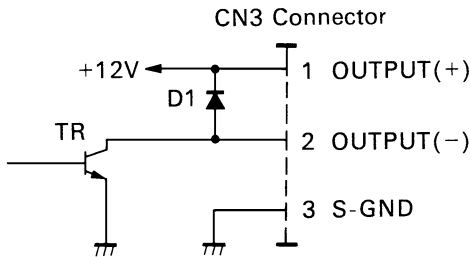 CN3 Connector
+12V
1 OUTPUT(+)
D1
TR
2 OUTPUT(−)
3 S-GND